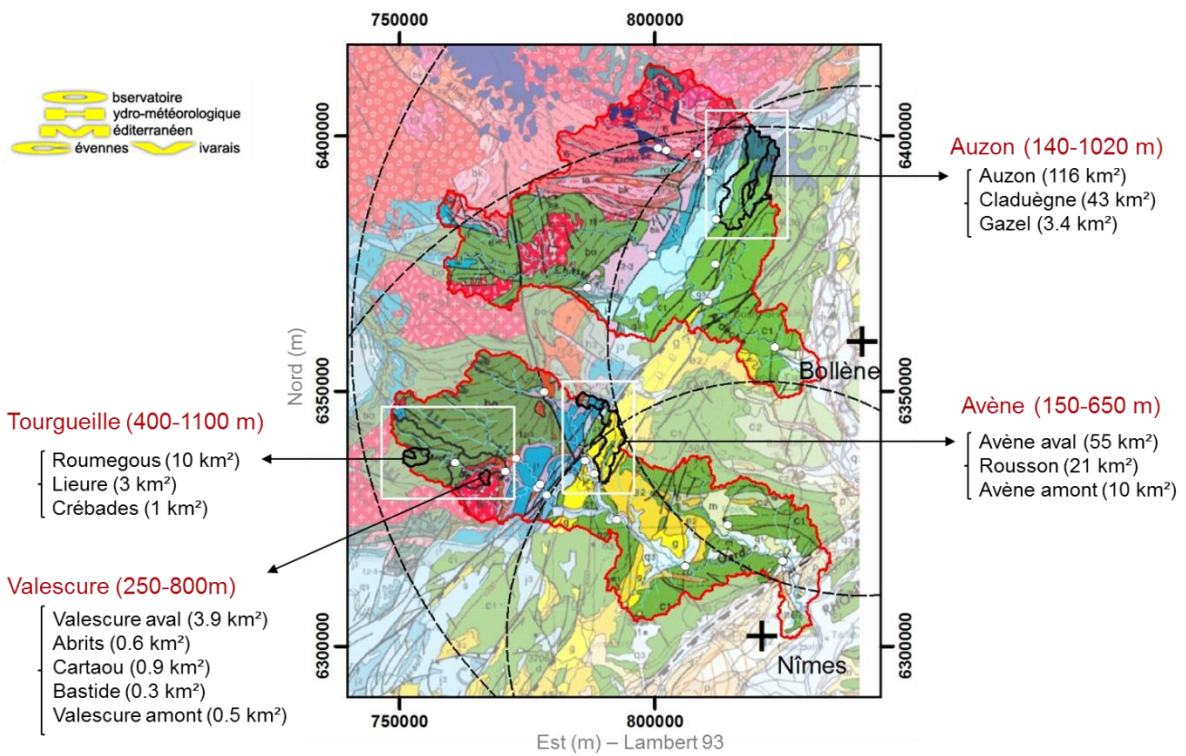 Observatoire
Hydro-météorologique
Méditerranéen
Cévennes Vivarais
750000
800000
6400000
6350000
6300000
Nord (m)
6400000
6350000
6300000
750000
800000
Est (m) – Lambert 93
Bollène
Nîmes
Auzon (140-1020 m)
Auzon (116 km²)
Claduègne (43 km²)
Gazel (3.4 km²)
Avène (150-650 m)
Avène aval (55 km²)
Rousson (21 km²)
Avène amont (10 km²)
Tourgueille (400-1100 m)
Roumegous (10 km²)
Lieure (3 km²)
Crébades (1 km²)
Valescure (250-800m)
Valescure aval (3.9 km²)
Abrits (0.6 km²)
Cartaou (0.9 km²)
Bastide (0.3 km²)
Valescure amont (0.5 km²)